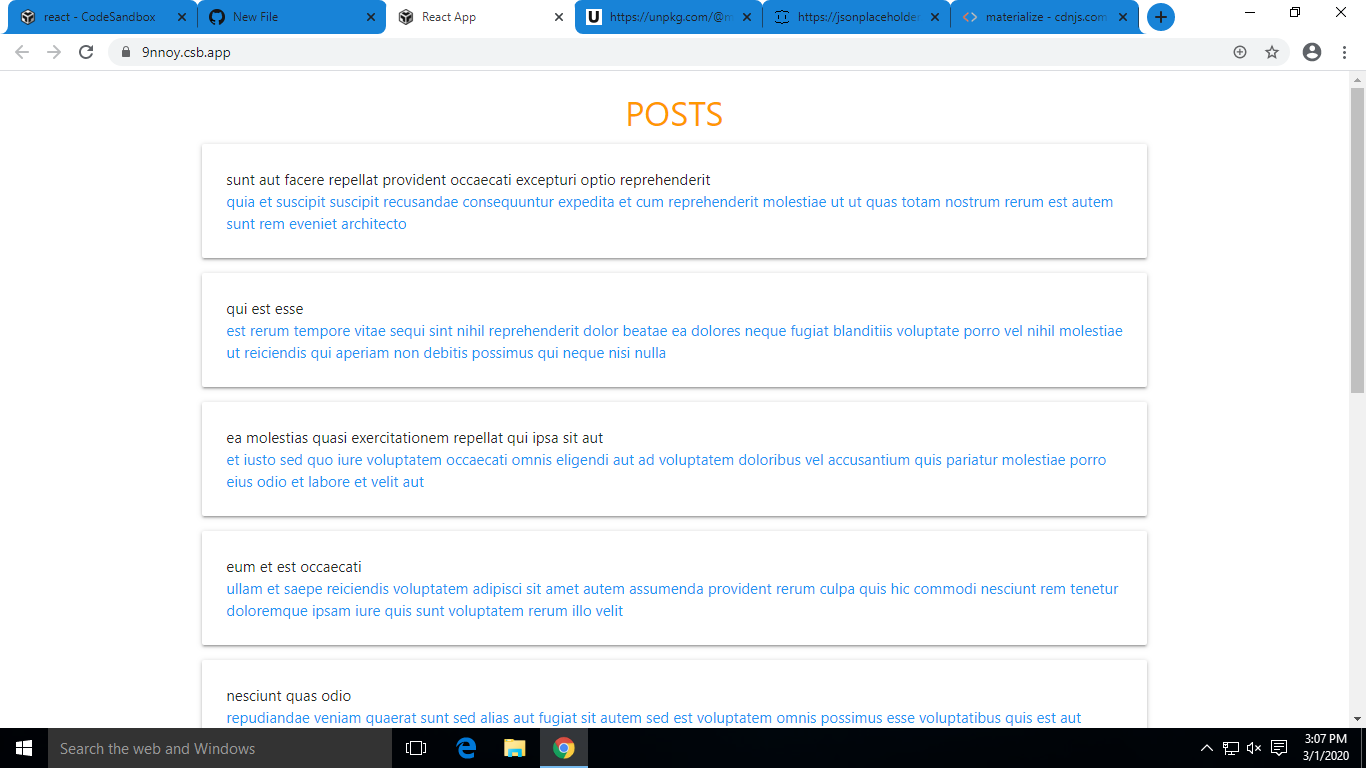 react - CodeSandbox
New File
React App
https://unpkg.com/@m
https://jsonplaceholder
materialize - cdnjs.com
9nnoy.csb.app
POSTS
sunt aut facere repellat provident occaecati excepturi optio reprehenderit
quia et suscipit suscipit recusandae consequuntur expedita et cum reprehenderit molestiae ut ut quas totam nostrum rerum est autem
sunt rem eveniet architecto
qui est esse
est rerum tempore vitae sequi sint nihil reprehenderit dolor beatae ea dolores neque fugiat blanditiis voluptate porro vel nihil molestiae
ut reiciendis qui aperiam non debitis possimus qui neque nisi nulla
ea molestias quasi exercitationem repellat qui ipsa sit aut
et iusto sed quo iure voluptatem occaecati omnis eligendi aut ad voluptatem doloribus vel accusantium quis pariatur molestiae porro
eius odio et labore et velit aut
eum et est occaecati
ullam et saepe reiciendis voluptatem adipisci sit amet autem assumenda provident rerum culpa quis hic commodi nesciunt rem tenetur
doloremque ipsam iure quis sunt voluptatem rerum illo velit
nesciunt quas odio
repudiandae veniam quaerat sunt sed alias aut fugiat sit autem sed est voluptatem omnis possimus esse voluptatibus quis est aut
Search the web and Windows
3:07 PM
3/1/2020